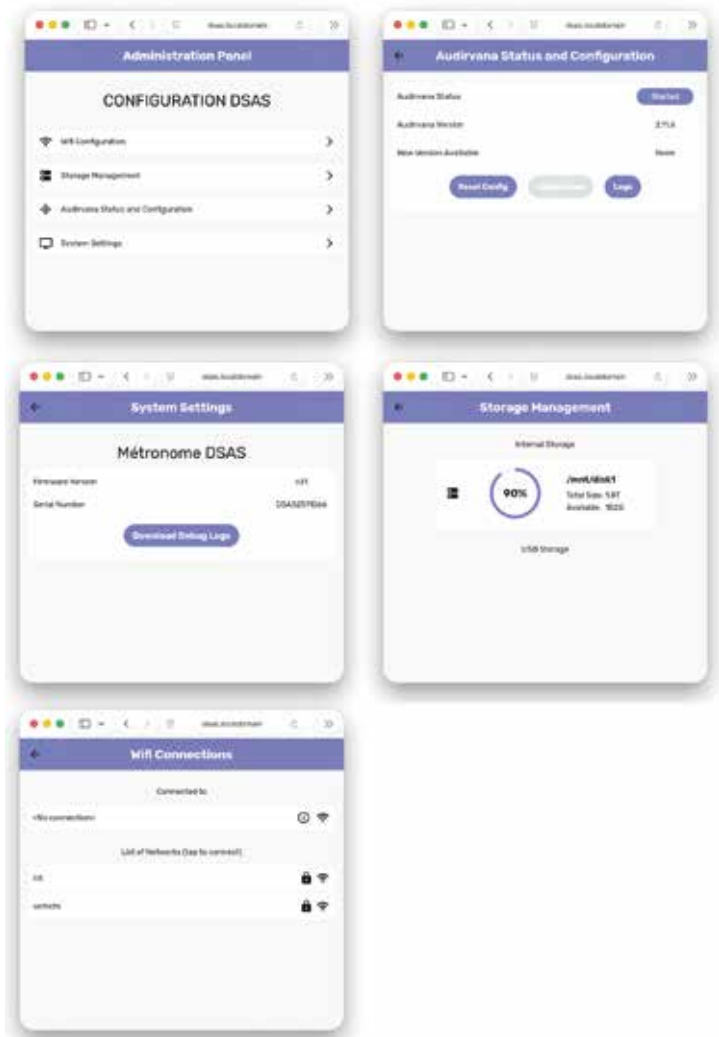 Administration Panel
CONFIGURATION DSAS
Wifi Configuration
Storage Management
Audirvana Status and Configuration
System Settings
Audirvana Status and Configuration
Audirvana Status
Started
Audirvana Version
New Version Available
None
Reset Config
Logs
System Settings
Métronome DSAS
Firmware Version
Serial Number
Download Debug Logs
Storage Management
Internal Storage
90%
/mnt/disk1
Total Size: 1.8T
Available: 182G
USB Storage
Wifi Connections
Connected to
<No connection>
List of Networks (tap to connect)